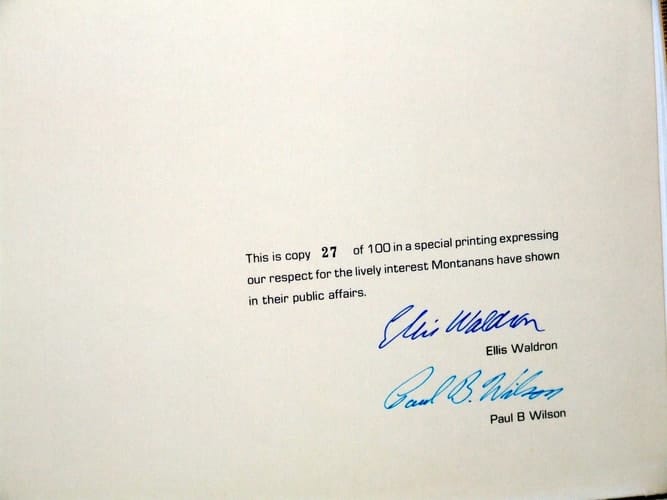 This is copy 27 of 100 in a special printing expressing
our respect for the lively interest Montanans have shown
in their public affairs.
Ellis Waldron
Ellis Waldron
Paul B. Wilson
Paul B Wilson